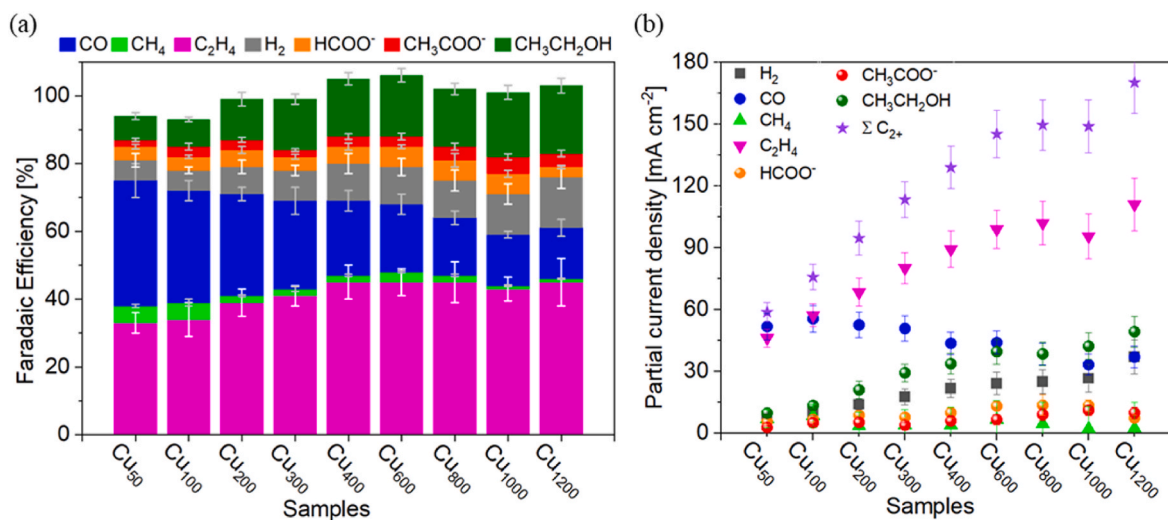 (a)
CO CH₄ C₂H₄ H₂ HCOO⁻ CH₃COO⁻ CH₃CH₂OH
Faradaic Efficiency [%]
100
80
60
40
20
0
Cu₅₀ Cu₁₀₀ Cu₂₀₀ Cu₃₀₀ Cu₄₀₀ Cu₆₀₀ Cu₈₀₀ Cu₁₀₀₀ Cu₁₂₀₀
Samples
(b)
H₂ CH₃COO⁻
CO CH₃CH₂OH
CH₄ Σ C₂₊
C₂H₄
HCOO⁻
Partial current density [mA cm⁻²]
180
150
120
90
60
30
0
Cu₅₀ Cu₁₀₀ Cu₂₀₀ Cu₃₀₀ Cu₄₀₀ Cu₆₀₀ Cu₈₀₀ Cu₁₀₀₀ Cu₁₂₀₀
Samples